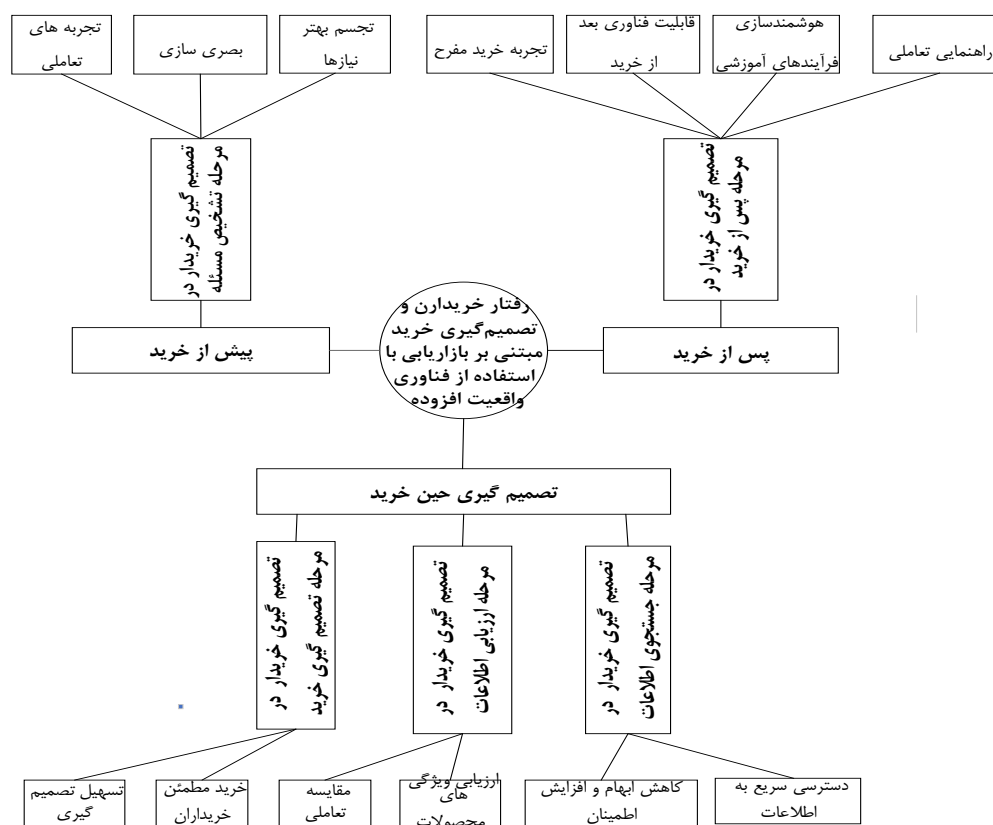 راهنمایی تعاملی
هوشمندسازی
فرآیندهای آموزشی
قابلیت فناوری بعد
از خرید
تجربه خرید مفرح
تجسم بهتر
نیازها
بصری سازی
تجربه های
تعاملی
تصمیم گیری خریدار در
مرحله پس از خرید
تصمیم گیری خریدار در
مرحله تشخیص مسئله
پس از خرید
رفتار خریدارن و
تصمیم‌گیری خرید
مبتنی بر بازاریابی با
استفاده از فناوری
واقعیت افزوده
پیش از خرید
تصمیم گیری حین خرید
تصمیم گیری خریدار در
مرحله جستجوی اطلاعات
تصمیم گیری خریدار در
مرحله ارزیابی اطلاعات
تصمیم گیری خریدار در
مرحله تصمیم گیری خرید
دسترسی سریع به
اطلاعات
کاهش ابهام و افزایش
اطمینان
ارزیابی ویژگی
های
محصولات
مقایسه
تعاملی
خرید مطمئن
خریداران
تسهیل تصمیم
گیری